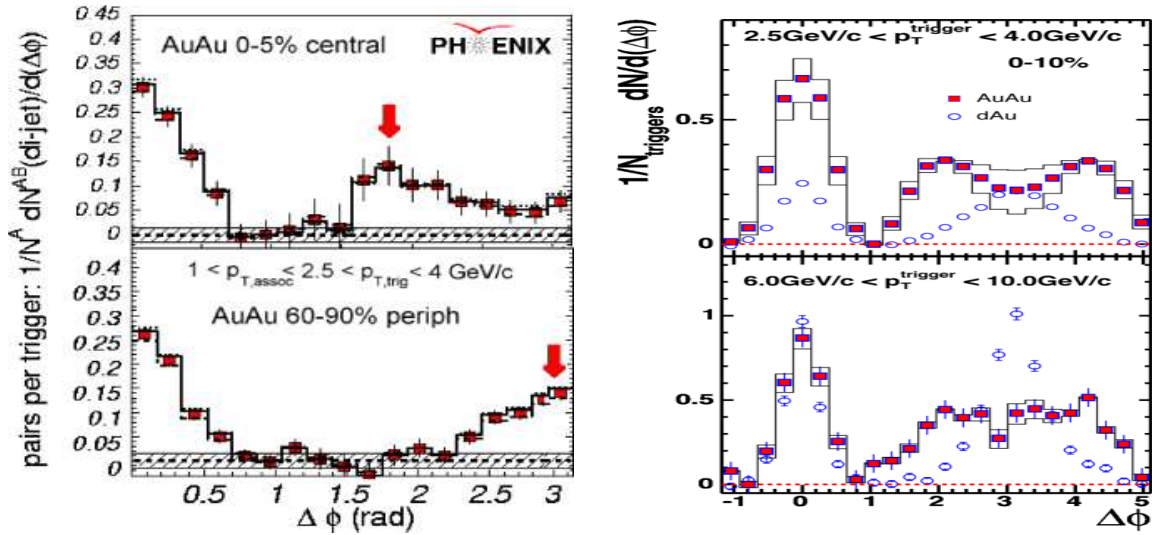 pairs per trigger: 1/N^A dN^AB(di-jet)/d(Δϕ)
0.45
0.4
0.35
0.3
0.25
0.2
0.15
0.1
0.05
0
AuAu 0-5% central
PHENIX
0.4
0.35
0.3
0.25
0.2
0.15
0.1
0.05
0
1 < p_T,assoc < 2.5 < p_T,trig < 4 GeV/c
AuAu 60-90% periph
0.5 1 1.5 2 2.5 3
Δ ϕ (rad)
1/N_triggers dN/d(Δϕ)
2.5GeV/c < p_T^trigger < 4.0GeV/c
0-10%
AuAu
dAu
0.5
0
6.0GeV/c < p_T^trigger < 10.0GeV/c
1
0.5
0
-1 0 1 2 3 4 5
Δϕ